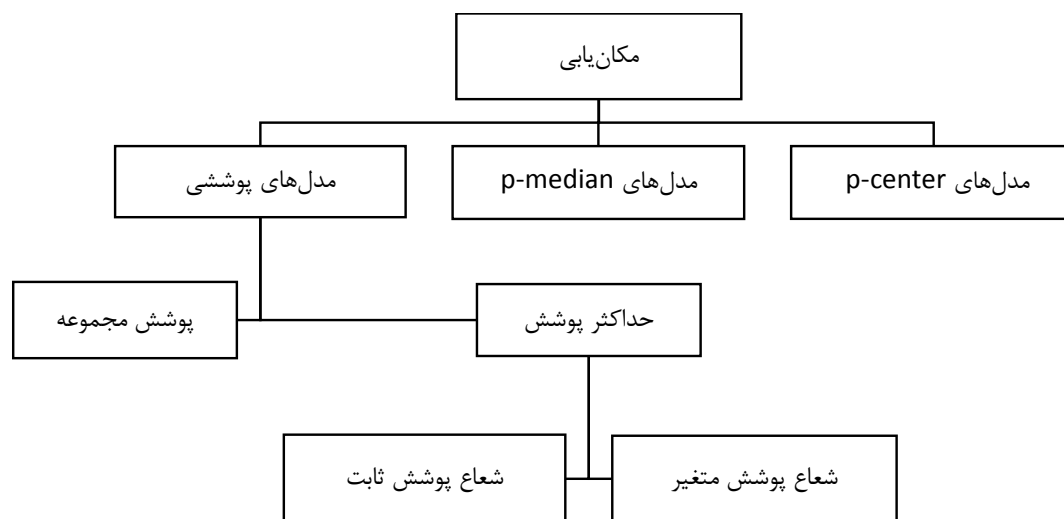 مکان‌یابی
مدل‌های p-center
مدل‌های p-median
مدل‌های پوششی
حداکثر پوشش
پوشش مجموعه
شعاع پوشش متغیر
شعاع پوشش ثابت